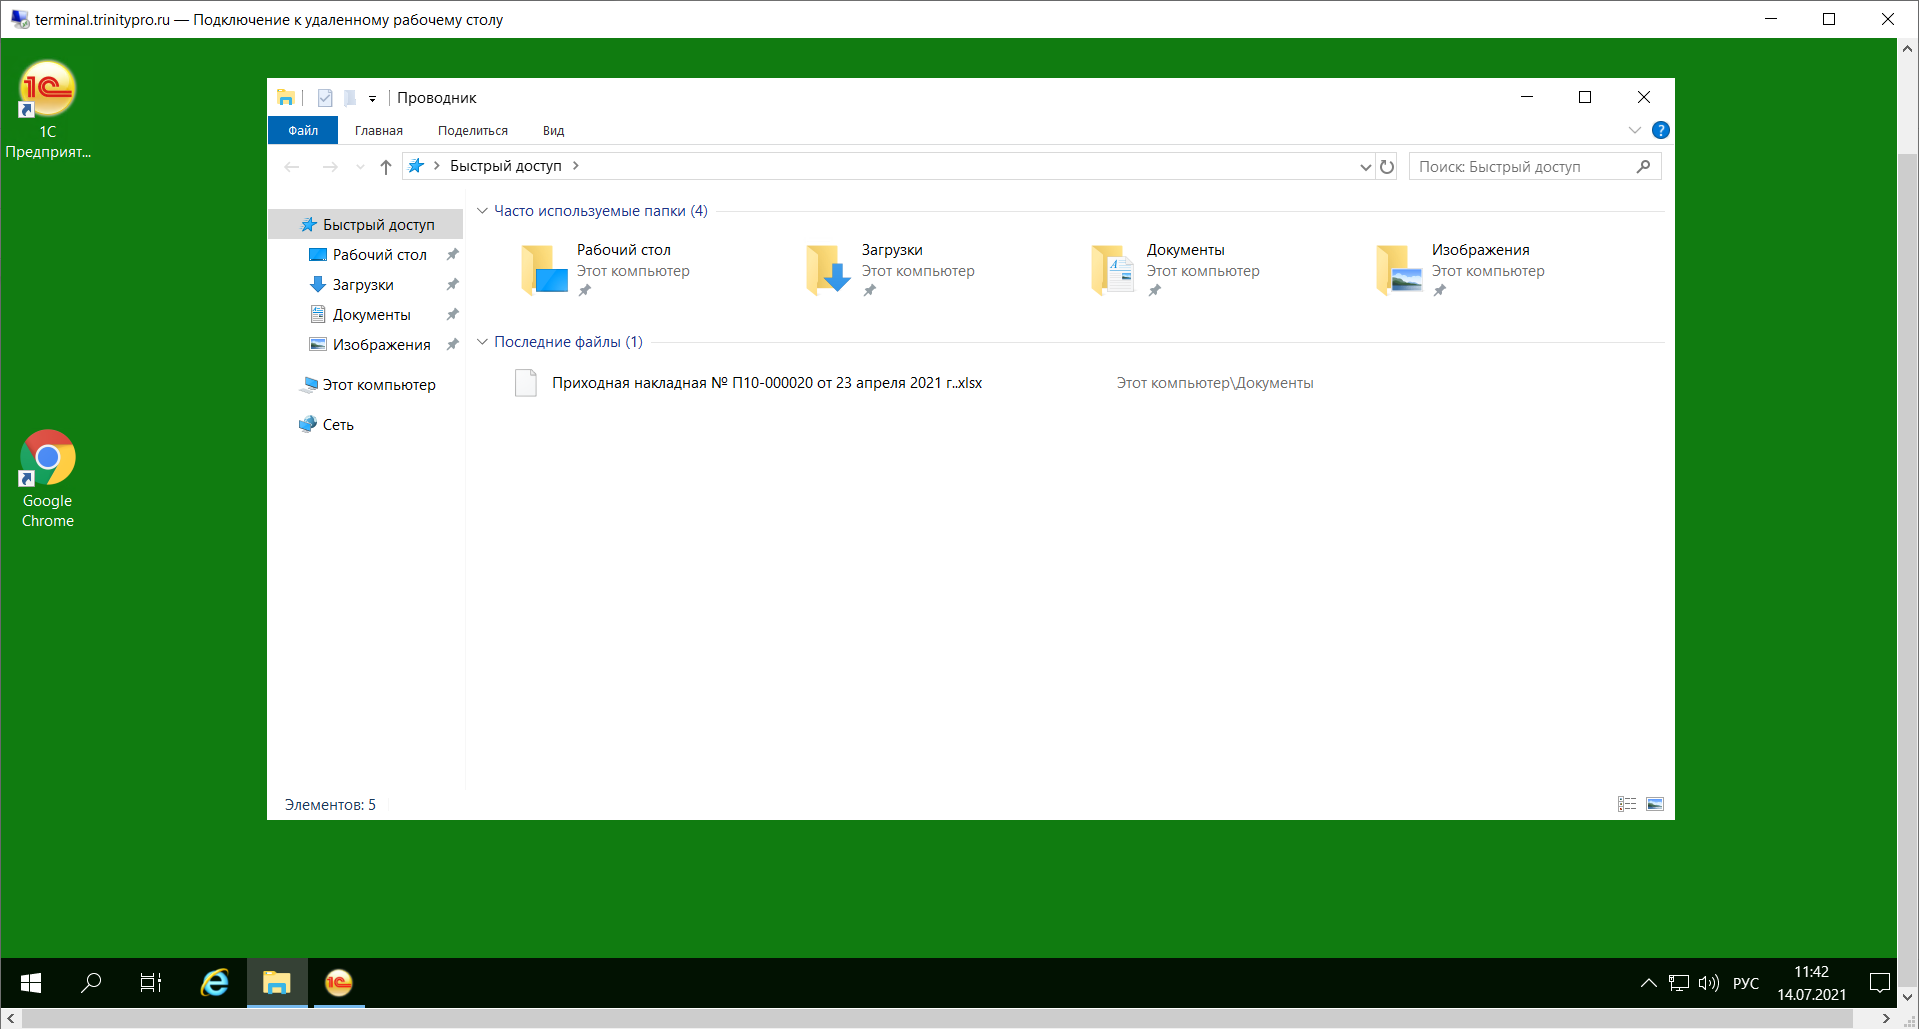 terminal.trinitypro.ru — Подключение к удаленному рабочему столу
1С
Предприят...
Google
Chrome
Проводник
Файл Главная Поделиться Вид
Быстрый доступ
Поиск: Быстрый доступ
Быстрый доступ
Рабочий стол
Загрузки
Документы
Изображения
Этот компьютер
Сеть
Часто используемые папки (4)
Рабочий стол
Этот компьютер
Загрузки
Этот компьютер
Документы
Этот компьютер
Изображения
Этот компьютер
Последние файлы (1)
Приходная накладная № П10-000020 от 23 апреля 2021 г..xlsx Этот компьютер\Документы
Элементов: 5
РУС
11:42
14.07.2021